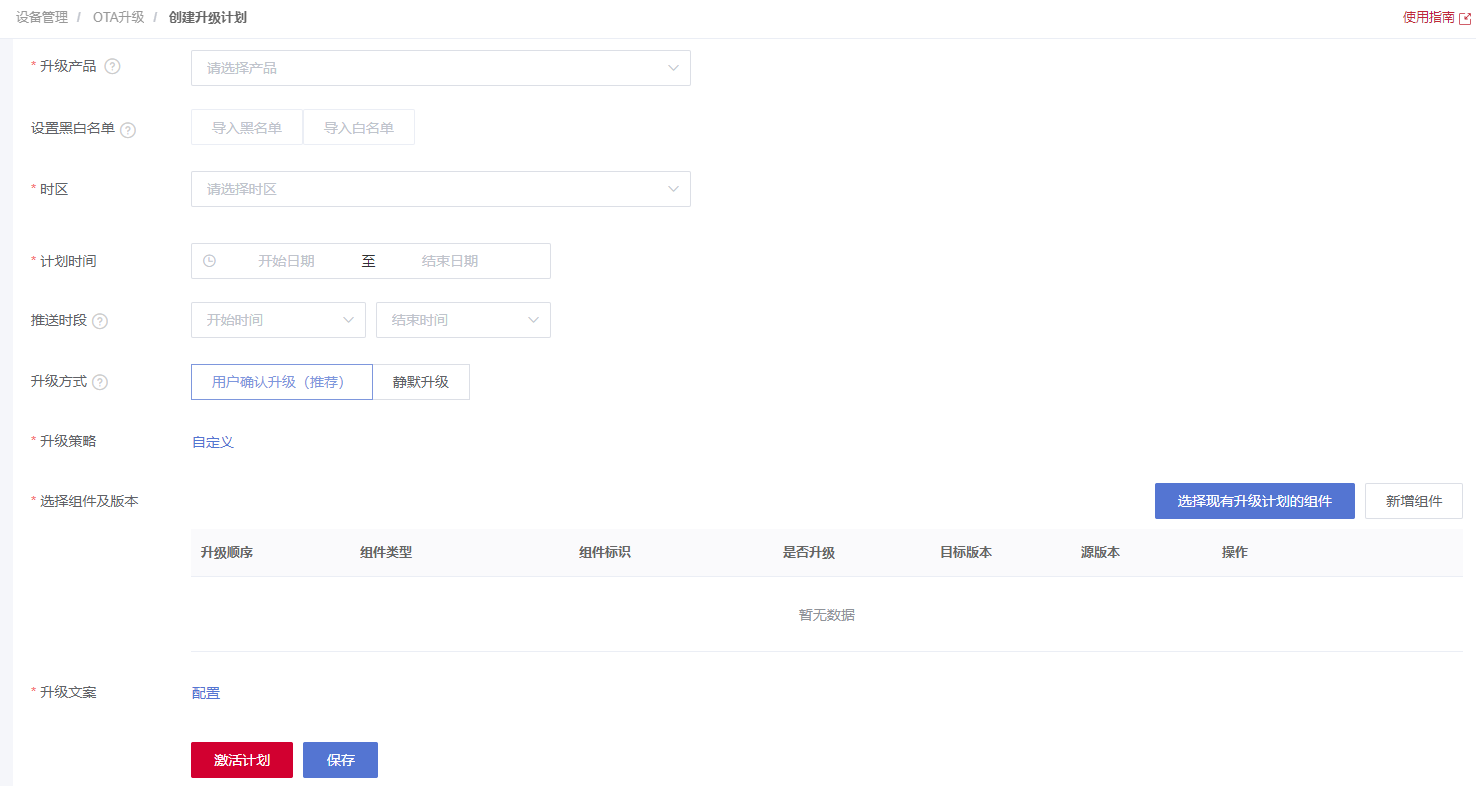 设备管理 / OTA升级 / 创建升级计划 使用指南
* 升级产品 ? 请选择产品
设置黑白名单 ? 导入黑名单 导入白名单
* 时区 请选择时区
* 计划时间 开始日期 至 结束日期
推送时段 ? 开始时间 结束时间
升级方式 ? 用户确认升级（推荐） 静默升级
* 升级策略 自定义
* 选择组件及版本 选择现有升级计划的组件 新增组件
升级顺序 组件类型 组件标识 是否升级 目标版本 源版本 操作
暂无数据
* 升级文案 配置
激活计划 保存